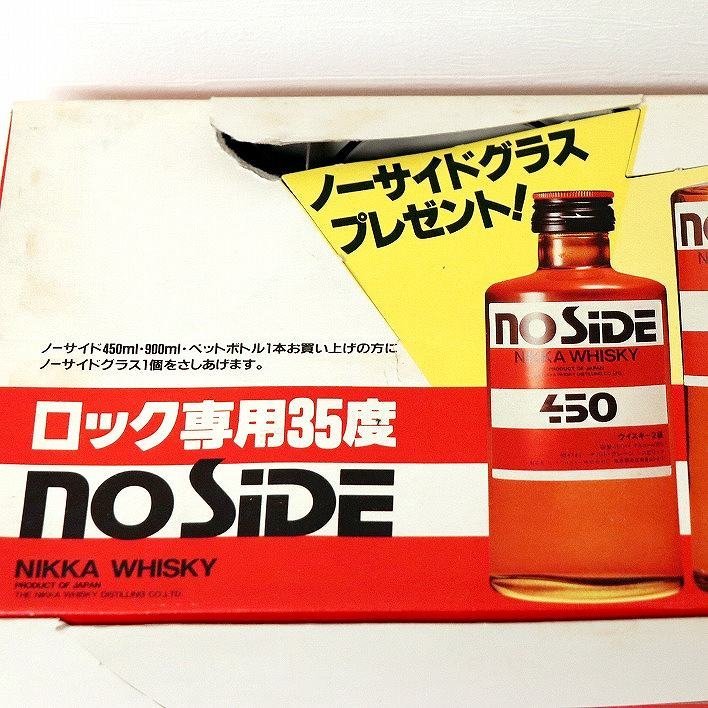 ノーサイドグラス
プレゼント!
ノーサイド450ml・900ml・ペットボトル1本お買い上げの方に
ノーサイドグラス1個をさしあげます。
ロック専用35度
noSiDE
NIKKA WHISKY
PRODUCT OF JAPAN
THE NIKKA WHISKY DISTILLING CO.,LTD.
noSiDE
NIKKA WHISKY
PRODUCT OF JAPAN
450
ウイスキー2級
no